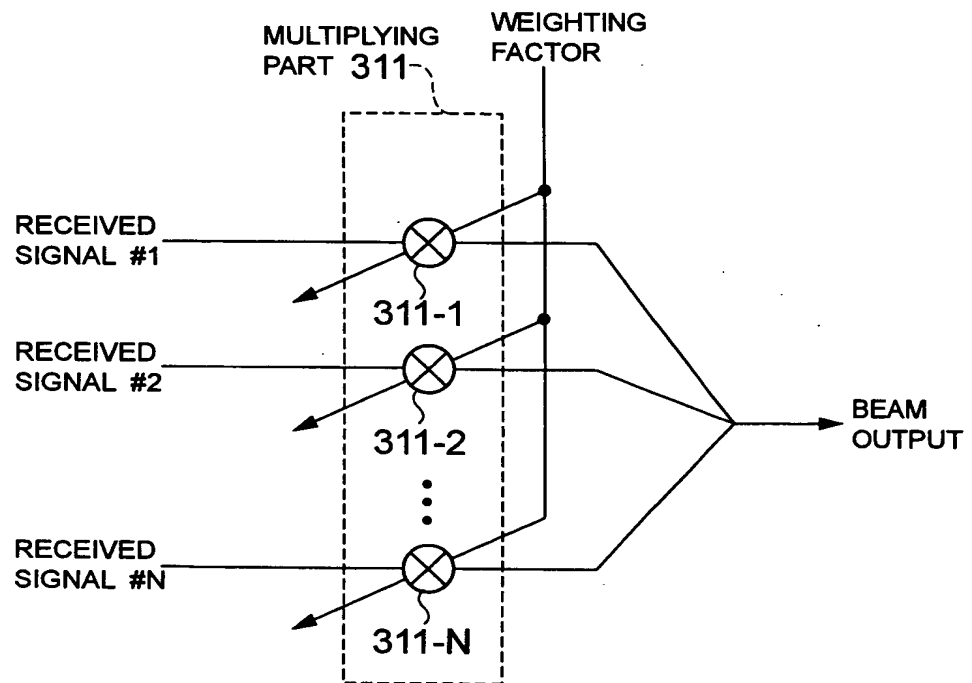 MULTIPLYING
PART 311
WEIGHTING
FACTOR
RECEIVED
SIGNAL #1
311-1
RECEIVED
SIGNAL #2
311-2
BEAM
OUTPUT
RECEIVED
SIGNAL #N
311-N